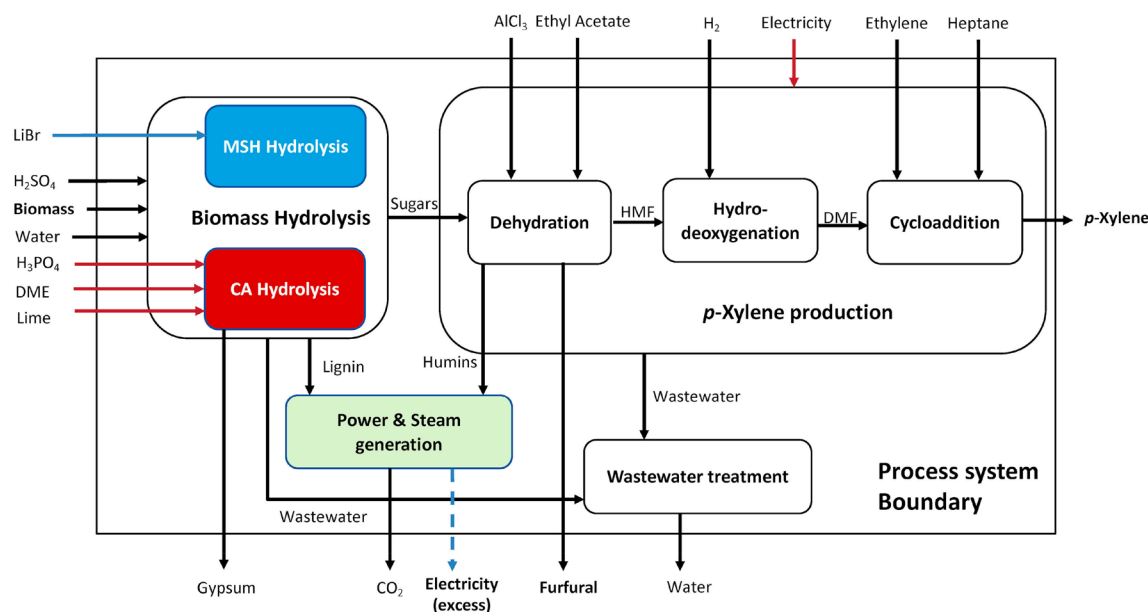 AlCl₃
Ethyl Acetate
H₂
Electricity
Ethylene
Heptane
LiBr
H₂SO₄
Biomass
Water
H₃PO₄
DME
Lime
MSH Hydrolysis
Biomass Hydrolysis
CA Hydrolysis
Sugars
Dehydration
HMF
Hydro-
deoxygenation
DMF
Cycloaddition
p-Xylene
p-Xylene production
Lignin
Humins
Wastewater
Power & Steam
generation
Wastewater treatment
Wastewater
Process system
Boundary
Gypsum
CO₂
Electricity
(excess)
Furfural
Water